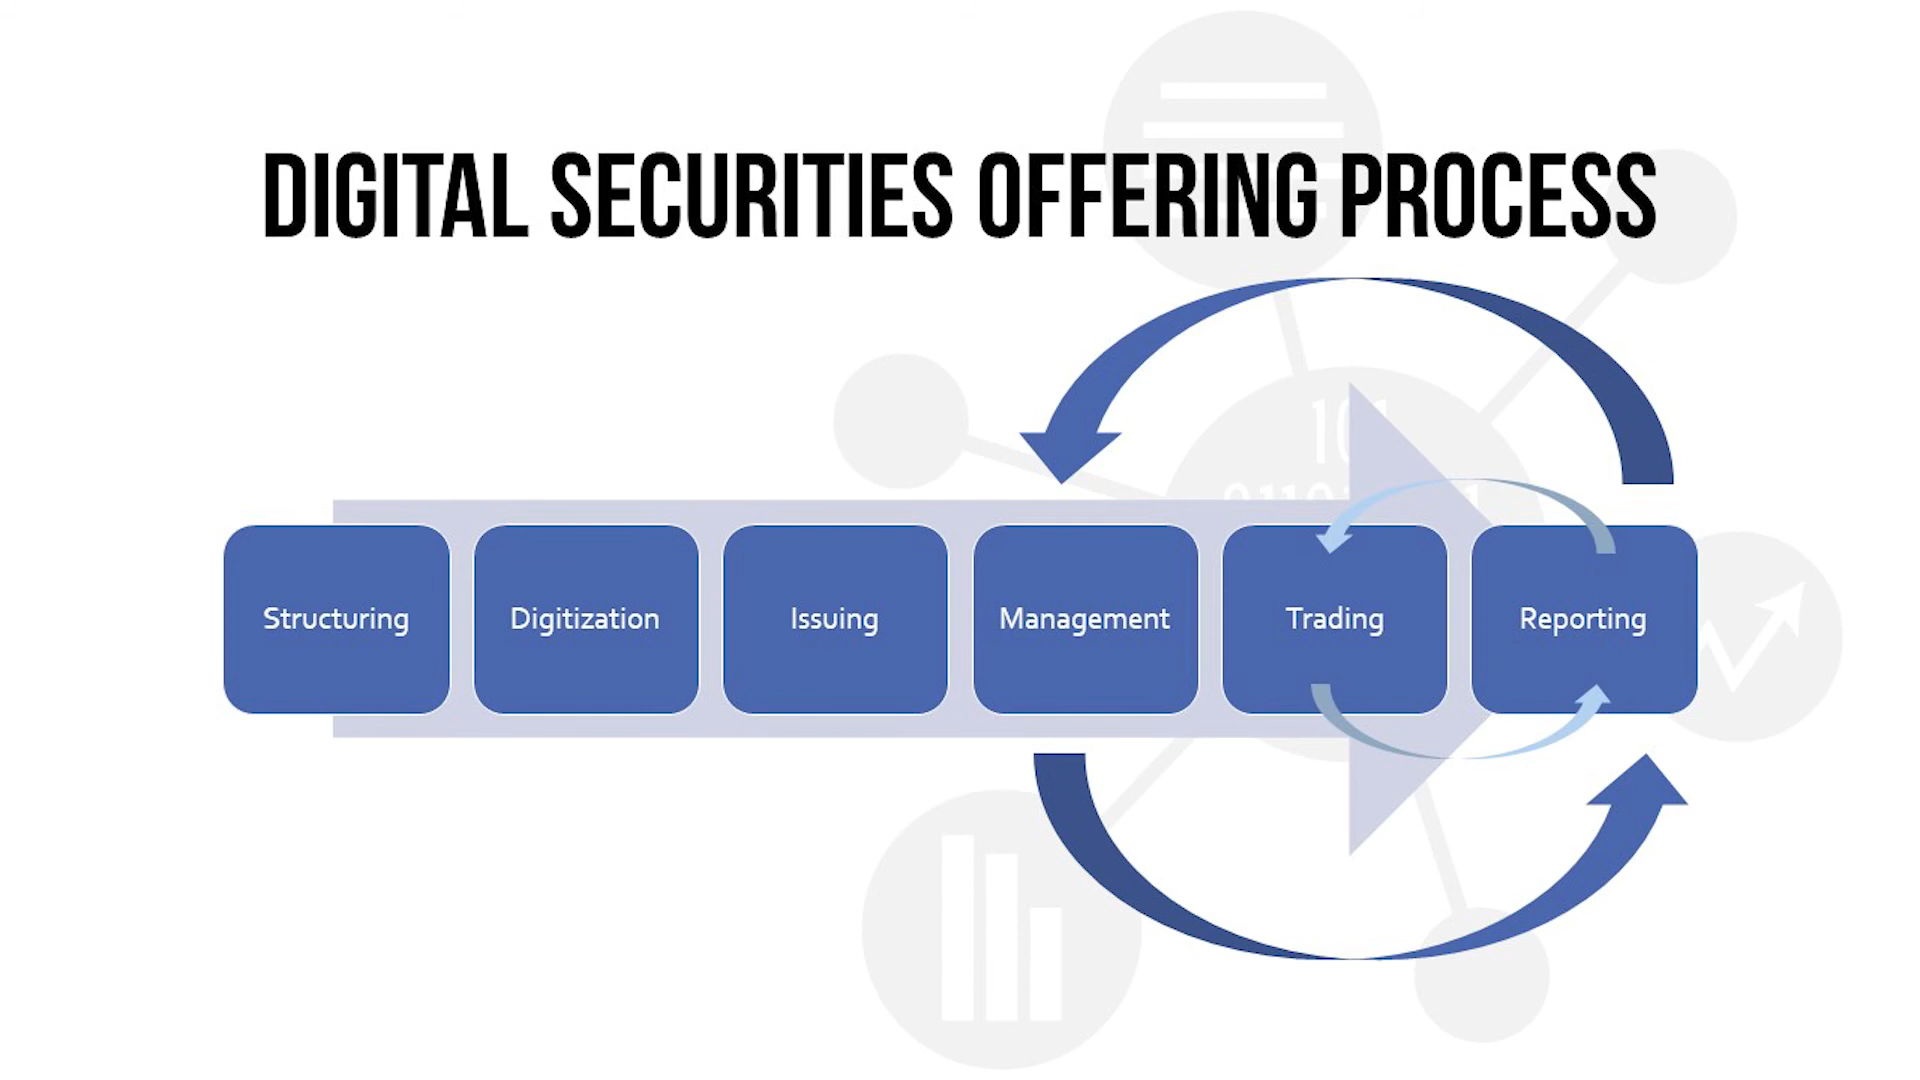 DIGITAL SECURITIES OFFERING PROCESS
Structuring
Digitization
Issuing
Management
Trading
Reporting